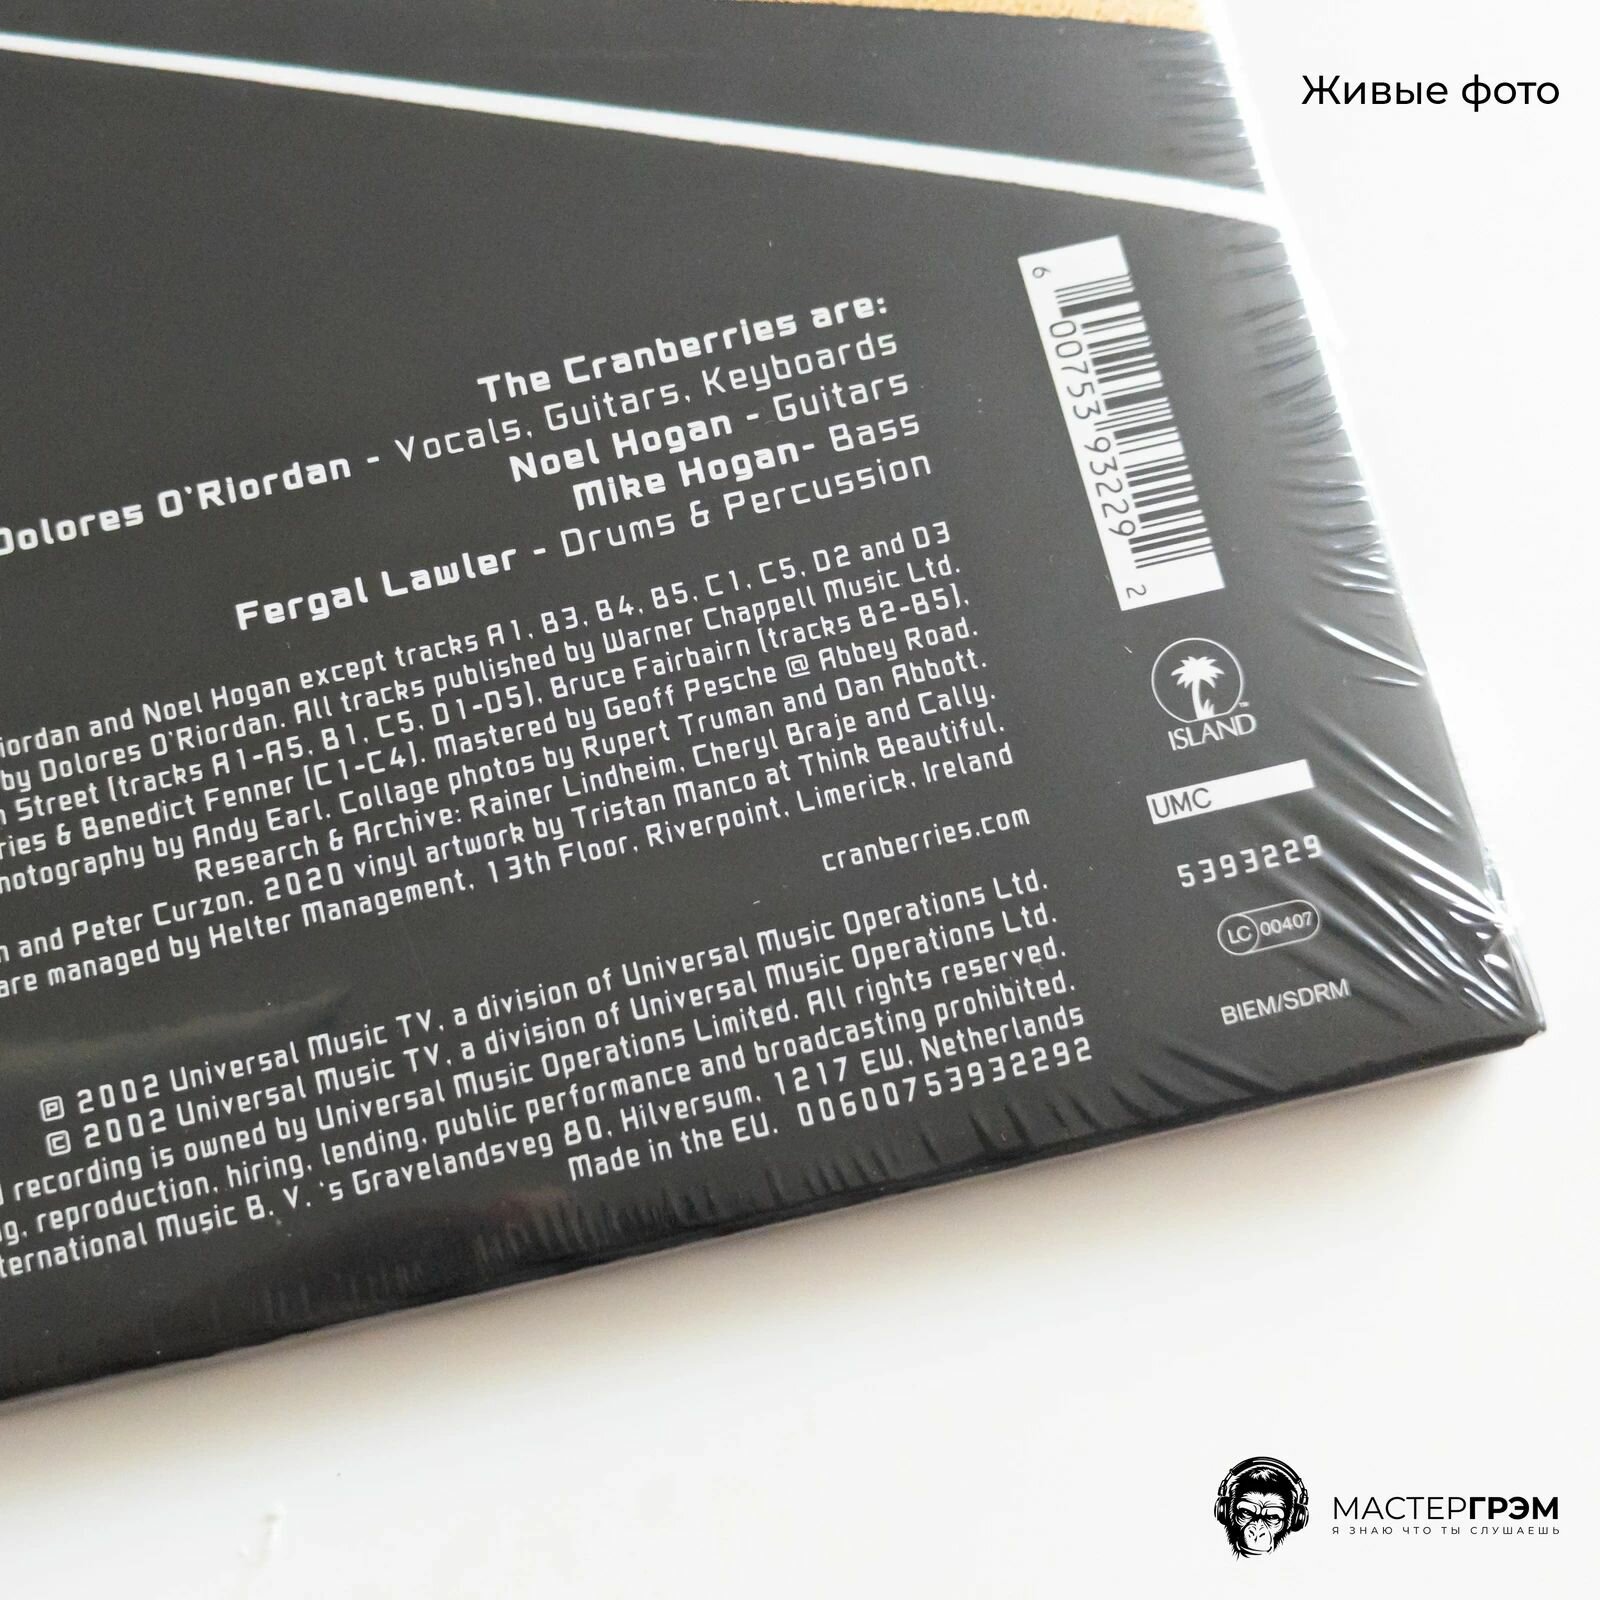 Живые фото
The Cranberries are:
Dolores O'Riordan - Vocals, Guitars, Keyboards
Noel Hogan - Guitars
Mike Hogan- Bass
Fergal Lawler - Drums & Percussion
iordan and Noel Hogan except tracks A1, B3, B4, B5, C1, C5, D2 and D3
by Dolores O'Riordan. All tracks published by Warner Chappell Music Ltd.
n Street (tracks A1-A5, B1, C5, D1-D5), Bruce Fairbairn (tracks B2-B5),
ries & Benedict Fenner (C1-C4). Mastered by Geoff Pesche @ Abbey Road.
hotography by Andy Earl. Collage photos by Rupert Truman and Dan Abbott.
Research & Archive: Rainer Lindheim, Cheryl Braje and Cally.
n and Peter Curzon. 2020 vinyl artwork by Tristan Manco at Think Beautiful.
are managed by Helter Management, 13th Floor, Riverpoint, Limerick, Ireland
cranberries.com
℗ 2002 Universal Music TV, a division of Universal Music Operations Ltd.
© 2002 Universal Music TV, a division of Universal Music Operations Ltd.
recording is owned by Universal Music Operations Limited. All rights reserved.
g, reproduction, hiring, lending, public performance and broadcasting prohibited.
ternational Music B. V. 's Gravelandsveg 80, Hilversum, 1217 EW, Netherlands
Made in the EU. 00600753932292
6 00753 93229 2
ISLAND
UMC
5393229
LC 00407
BIEM/SDRM
МАСТЕРГРЭМ
Я ЗНАЮ ЧТО ТЫ СЛУШАЕШЬ